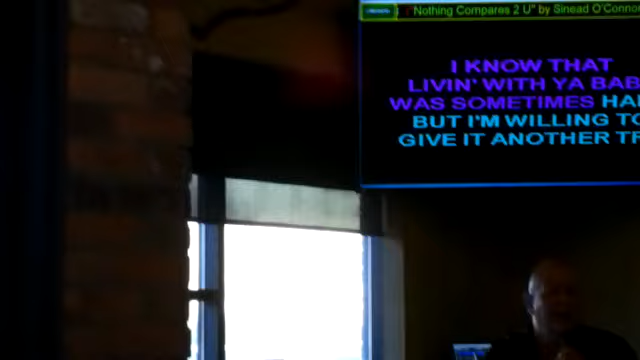 "Nothing Compares 2 U" by Sinead O'Connor
I KNOW THAT
LIVIN' WITH YA BAB
WAS SOMETIMES HA
BUT I'M WILLING TO
GIVE IT ANOTHER TR